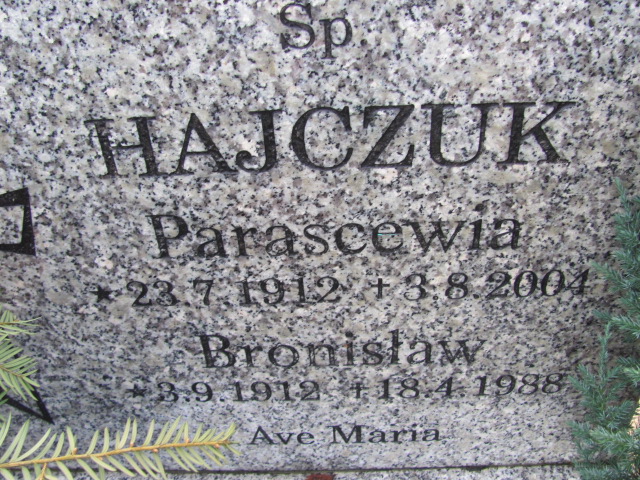 Sp
HAJCZUK
Parascewia
* 23.7.1912 + 3.8.2004
Bronisław
* 3.9.1912 + 18.4.1988
Ave Maria